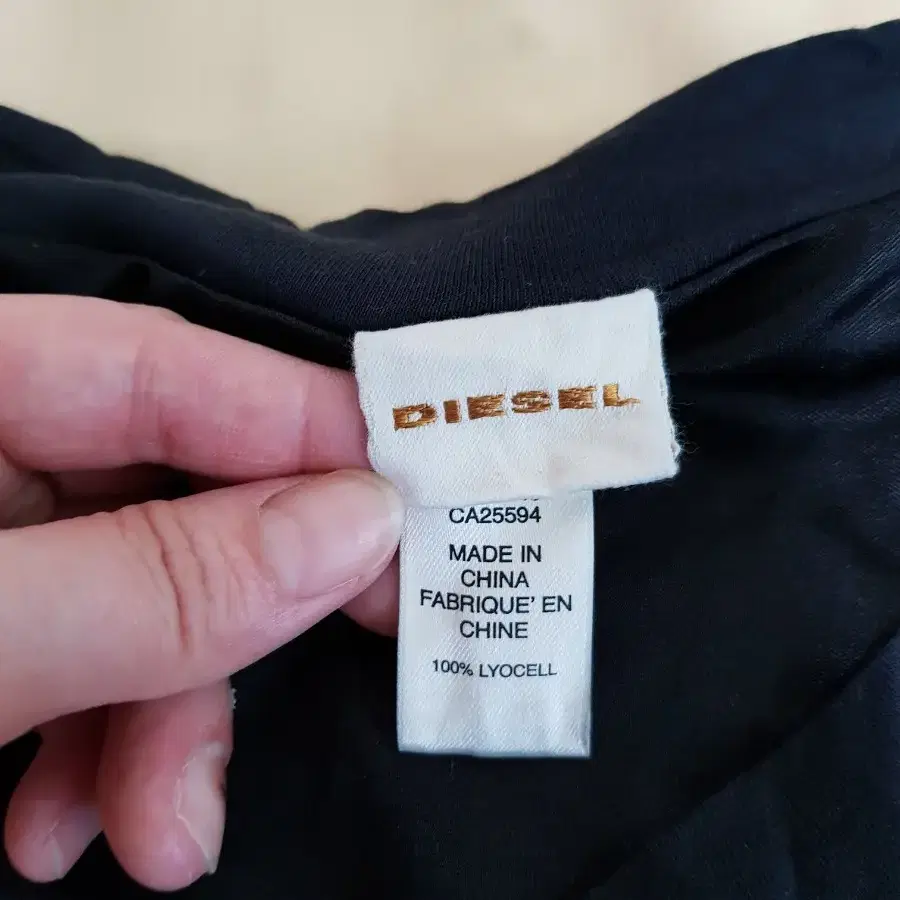 DIESEL
CA25594
MADE IN
CHINA
FABRIQUE' EN
CHINE
100% LYOCELL